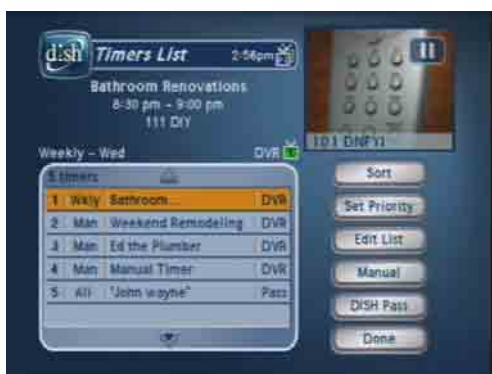 dish Timers List 2:56pm
Bathroom Renovations
8:30 pm - 9:00 pm
111 DIY
101 DNFYI
Weekly - Wed DVR
5 timers
1 Wkly Bathroom... DVR
2 Man Weekend Remodeling DVR
3 Man Ed the Plumber DVR
4 Man Manual Timer DVR
5 All "John wayne" Pass
Sort
Set Priority
Edit List
Manual
DISH Pass
Done